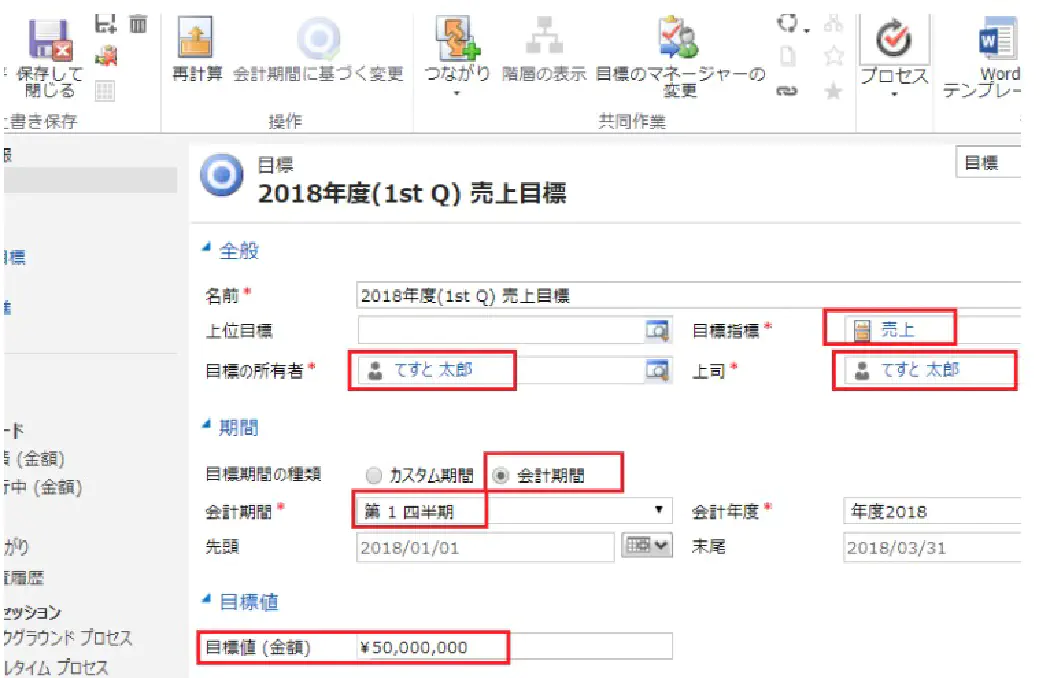 保存して
閉じる
再計算
会計期間に基づく変更
つながり
階層の表示
目標のマネージャーの
変更
プロセス
Word
テンプレー
書き保存
操作
共同作業
目標
2018年度(1st Q) 売上目標
目標
全般
名前*
2018年度(1st Q) 売上目標
上位目標
目標指標*
売上
目標の所有者*
てすと 太郎
上司*
てすと 太郎
期間
目標期間の種類
カスタム期間
会計期間
会計期間*
第 1 四半期
会計年度*
年度2018
先頭
2018/01/01
末尾
2018/03/31
目標値
目標値 (金額)
¥50,000,000
標
ード
(金額)
行中 (金額)
がり
査履歴
セッション
クグラウンド プロセス
ルタイム プロセス